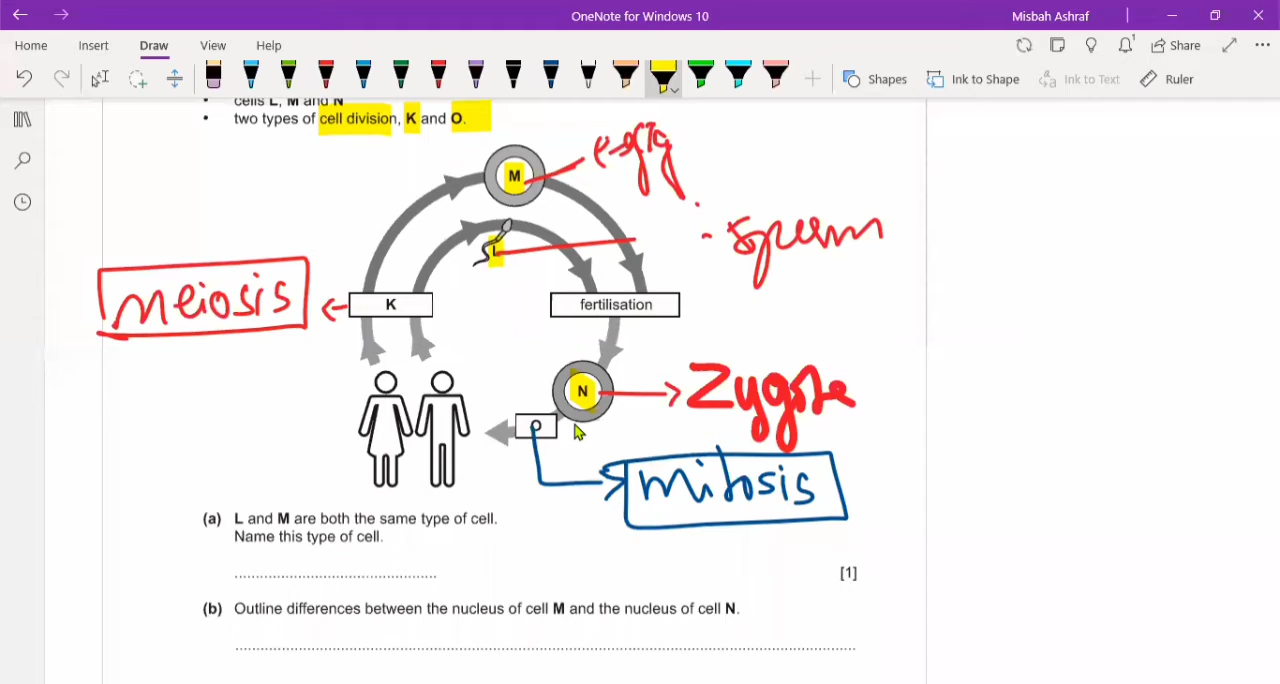 OneNote for Windows 10
Misbah Ashraf
Home Insert Draw View Help
Share
Shapes Ink to Shape Ink to Text Ruler
• cells L, M and N
• two types of cell division, K and O.
M
egg
L
sperm
meiosis
K
fertilisation
N
zygote
O
mitosis
(a) L and M are both the same type of cell.
Name this type of cell.
[1]
(b) Outline differences between the nucleus of cell M and the nucleus of cell N.